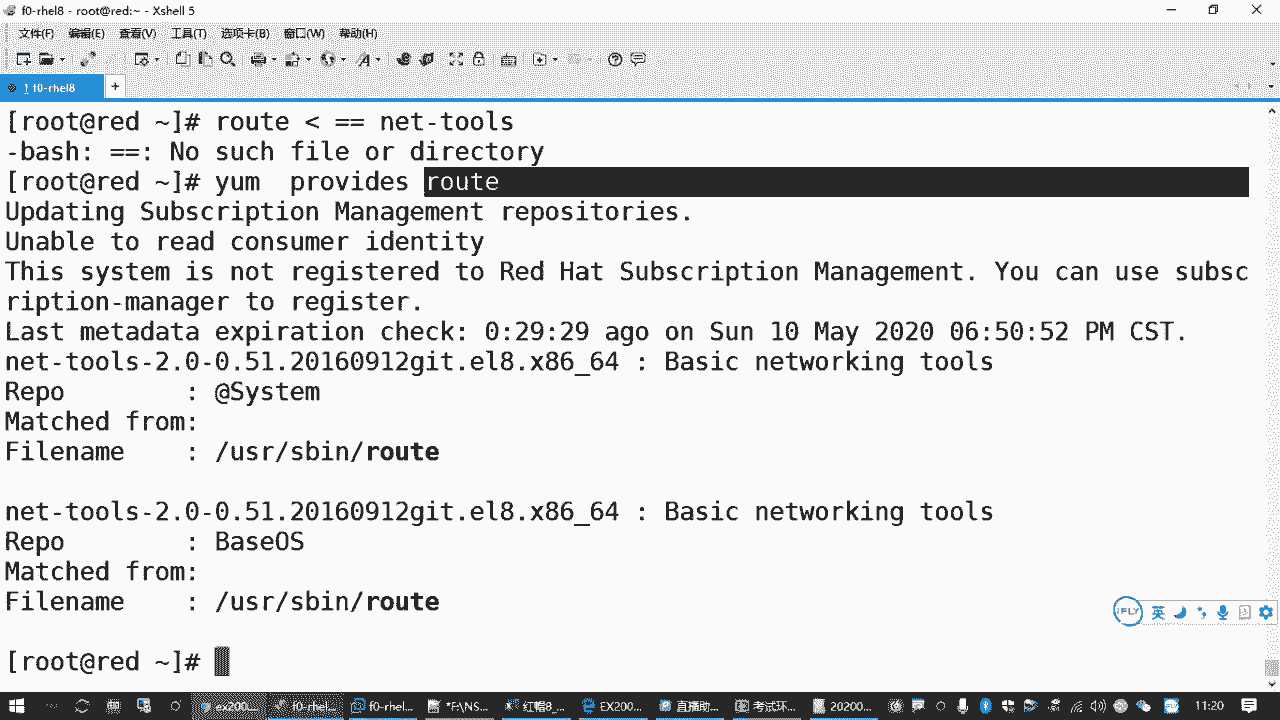 f0-rhel8 - root@red:~ - Xshell 5
文件(F) 编辑(E) 查看(V) 工具(T) 选项卡(B) 窗口(W) 帮助(H)
1 f0-rhel8
[root@red ~]# route < == net-tools
-bash: ==: No such file or directory
[root@red ~]# yum  provides route
Updating Subscription Management repositories.
Unable to read consumer identity
This system is not registered to Red Hat Subscription Management. You can use subsc
ription-manager to register.
Last metadata expiration check: 0:29:29 ago on Sun 10 May 2020 06:50:52 PM CST.
net-tools-2.0-0.51.20160912git.el8.x86_64 : Basic networking tools
Repo        : @System
Matched from:
Filename    : /usr/sbin/route
net-tools-2.0-0.51.20160912git.el8.x86_64 : Basic networking tools
Repo        : BaseOS
Matched from:
Filename    : /usr/sbin/route
[root@red ~]#
iFLY 英
ex200... f0-rhel... f0-rhel... *F:\NS... 红帽8_... EX200... 直播助... 考试环... 20200... 11:20